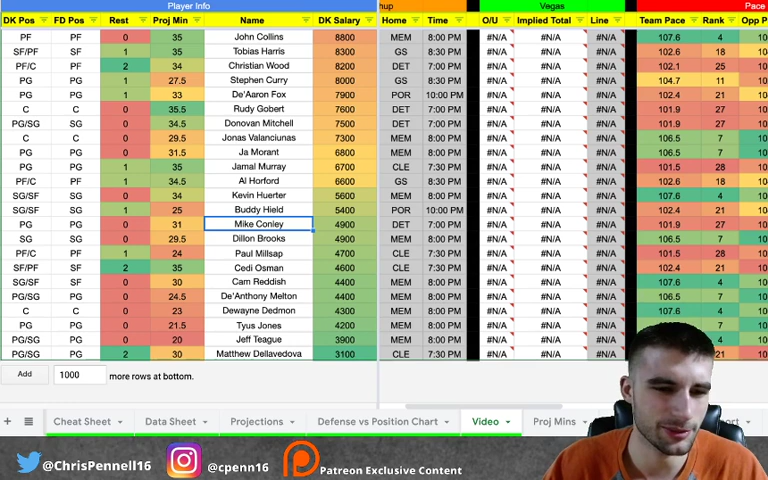 Player Info hup Vegas Pace
DK Pos FD Pos Rest Proj Min Name DK Salary Home Time O/U Implied Total Line Team Pace Rank Opp P
PF PF 0 35 John Collins 8800 MEM 8:00 PM #N/A #N/A #N/A 107.6 4
SF/PF SF 1 35 Tobias Harris 8300 GS 8:30 PM #N/A #N/A #N/A 102.6 18
PF/C PF 2 34 Christian Wood 8200 DET 7:00 PM #N/A #N/A #N/A 102.1 25
PG PG 1 27.5 Stephen Curry 8000 GS 8:30 PM #N/A #N/A #N/A 104.7 11
PG PG 1 33 De'Aaron Fox 7900 POR 10:00 PM #N/A #N/A #N/A 102.4 21
C C 0 35.5 Rudy Gobert 7600 DET 7:00 PM #N/A #N/A #N/A 101.9 27
PG/SG SG 0 34.5 Donovan Mitchell 7500 DET 7:00 PM #N/A #N/A #N/A 101.9 27
C C 0 29.5 Jonas Valanciunas 7300 MEM 8:00 PM #N/A #N/A #N/A 106.5 7
PG PG 0 31.5 Ja Morant 6800 MEM 8:00 PM #N/A #N/A #N/A 106.5 7
PG PG 1 35 Jamal Murray 6700 CLE 7:30 PM #N/A #N/A #N/A 101.5 28
PF/C PF 1 34.5 Al Horford 6600 GS 8:30 PM #N/A #N/A #N/A 102.6 18
SG/SF SG 0 34 Kevin Huerter 5600 MEM 8:00 PM #N/A #N/A #N/A 107.6 4
SG/SF SG 1 25 Buddy Hield 5400 POR 10:00 PM #N/A #N/A #N/A 102.4 21
PG PG 0 31 Mike Conley 4900 DET 7:00 PM #N/A #N/A #N/A 101.9 27
SG SG 0 29.5 Dillon Brooks 4900 MEM 8:00 PM #N/A #N/A #N/A 106.5 7
PF/C PF 1 24 Paul Millsap 4700 CLE 7:30 PM #N/A #N/A #N/A 101.5 28
SF/PF SF 2 35 Cedi Osman 4600 CLE 7:30 PM #N/A #N/A #N/A 102.4 21
SG/SF SF 0 30 Cam Reddish 4400 MEM 8:00 PM #N/A #N/A #N/A 107.6 4
PG/SG PG 0 24.5 De'Anthony Melton 4400 MEM 8:00 PM #N/A #N/A #N/A 106.5 7
C C 0 23 Dewayne Dedmon 4300 MEM 8:00 PM #N/A #N/A #N/A 107.6 4
PG PG 0 21.5 Tyus Jones 4200 MEM 8:00 PM #N/A #N/A #N/A
PG/SG PG 0 20 Jeff Teague 3900 MEM 8:00 PM #N/A #N/A #N/A
PG/SG PG 2 30 Matthew Dellavedova 3100 CLE 7:30 PM #N/A #N/A #N/A 21
Add 1000 more rows at bottom.
+ Cheat Sheet Data Sheet Projections Defense vs Position Chart Video Proj Mins
@ChrisPennell16 @cpenn16 Patreon Exclusive Content